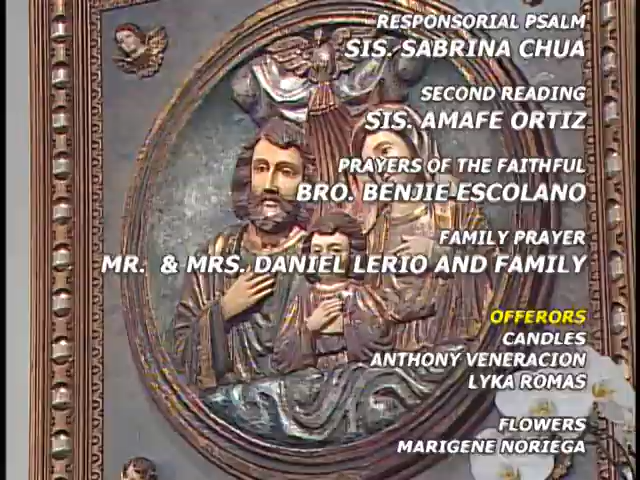 RESPONSORIAL PSALM
SIS. SABRINA CHUA
SECOND READING
SIS. AMAFE ORTIZ
PRAYERS OF THE FAITHFUL
BRO. BENJIE ESCOLANO
FAMILY PRAYER
MR. & MRS. DANIEL LERIO AND FAMILY
OFFERORS
CANDLES
ANTHONY VENERACION
LYKA ROMAS
FLOWERS
MARIGENE NORIEGA